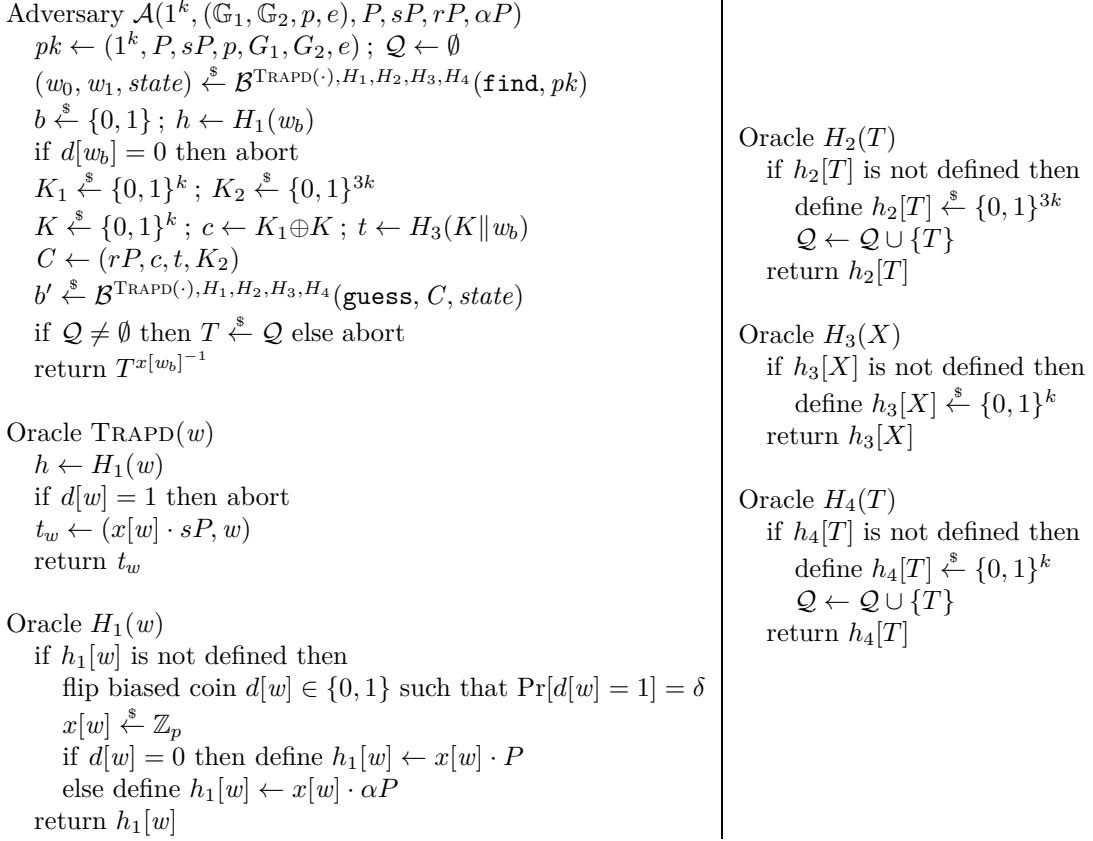 Adversary 𝒜(1^k, (𝔾₁, 𝔾₂, p, e), P, sP, rP, αP)
pk ← (1^k, P, sP, p, G₁, G₂, e) ; 𝒬 ← ∅
(w₀, w₁, state) ←$ ℬ^{TRAPD(·),H₁,H₂,H₃,H₄}(find, pk)
b ←$ {0, 1} ; h ← H₁(w_b)
if d[w_b] = 0 then abort
K₁ ←$ {0, 1}^k ; K₂ ←$ {0, 1}^{3k}
K ←$ {0, 1}^k ; c ← K₁⊕K ; t ← H₃(K‖w_b)
C ← (rP, c, t, K₂)
b′ ←$ ℬ^{TRAPD(·),H₁,H₂,H₃,H₄}(guess, C, state)
if 𝒬 ≠ ∅ then T ←$ 𝒬 else abort
return T^{x[w_b]^{-1}}
Oracle TRAPD(w)
h ← H₁(w)
if d[w] = 1 then abort
t_w ← (x[w] · sP, w)
return t_w
Oracle H₁(w)
if h₁[w] is not defined then
flip biased coin d[w] ∈ {0, 1} such that Pr[d[w] = 1] = δ
x[w] ←$ ℤ_p
if d[w] = 0 then define h₁[w] ← x[w] · P
else define h₁[w] ← x[w] · αP
return h₁[w]
Oracle H₂(T)
if h₂[T] is not defined then
define h₂[T] ←$ {0, 1}^{3k}
𝒬 ← 𝒬 ∪ {T}
return h₂[T]
Oracle H₃(X)
if h₃[X] is not defined then
define h₃[X] ←$ {0, 1}^k
return h₃[X]
Oracle H₄(T)
if h₄[T] is not defined then
define h₄[T] ←$ {0, 1}^k
𝒬 ← 𝒬 ∪ {T}
return h₄[T]